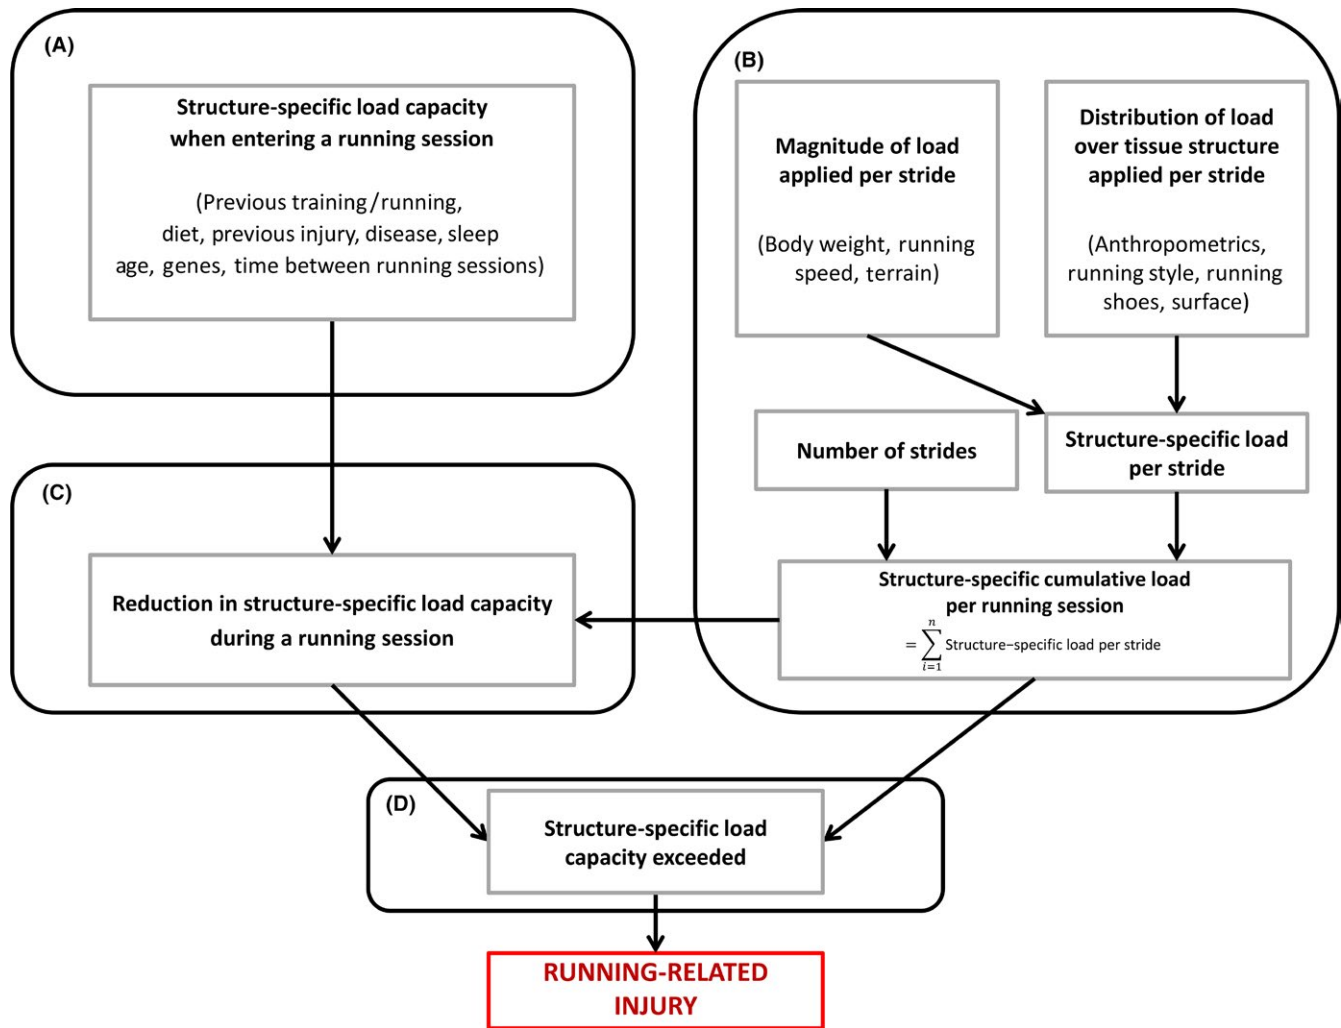 (A)
Structure-specific load capacity
when entering a running session
(Previous training/running,
diet, previous injury, disease, sleep
age, genes, time between running sessions)
(B)
Magnitude of load
applied per stride
(Body weight, running
speed, terrain)
Distribution of load
over tissue structure
applied per stride
(Anthropometrics,
running style, running
shoes, surface)
Number of strides
Structure-specific load
per stride
Structure-specific cumulative load
per running session
= \sum_{i=1}^{n} Structure−specific load per stride
(C)
Reduction in structure-specific load capacity
during a running session
(D)
Structure-specific load
capacity exceeded
RUNNING-RELATED
INJURY